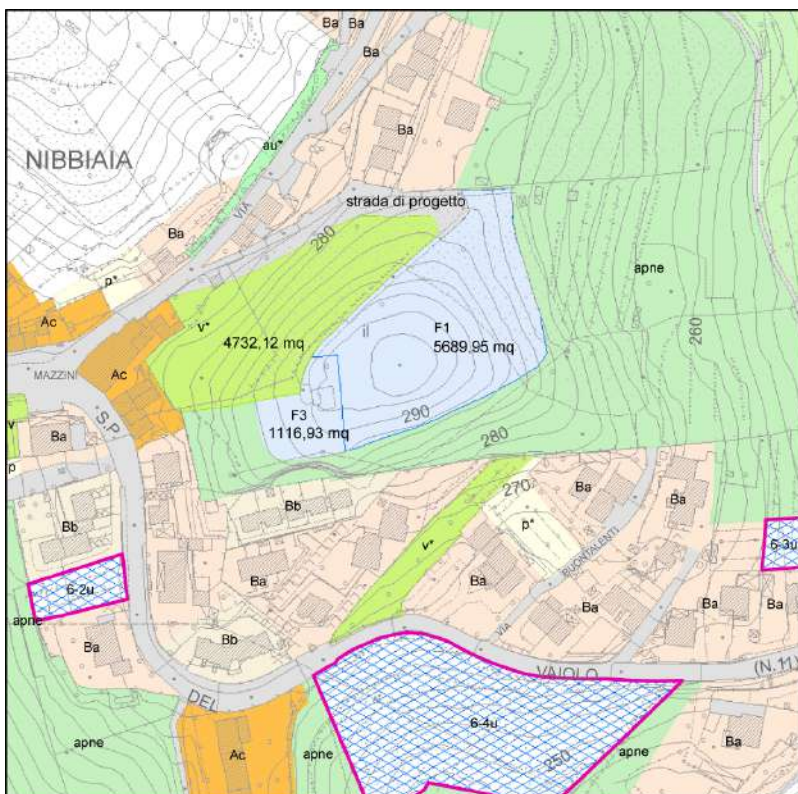 Ba Ba
Ba
Ba
au*
NIBBIAIA
VIA
strada di progetto
Ba
280
p*
apne
v*
il
F1
4732,12 mq
5689,95 mq
260
Ac
Ac
MAZZINI
290
F3
1116,93 mq
S.P.
280
v
Ba
p
270
Ba
Ba
Bb
Bb
p*
BUONTALENTI
v*
6-3u
6-2u
Ba
Ba
apne
Ba
Ba
Ba
Ba
Bb
VIA
VAIOLO
(N.11)
DEL
6-4u
apne
Ac
apne
250
apne
Ba